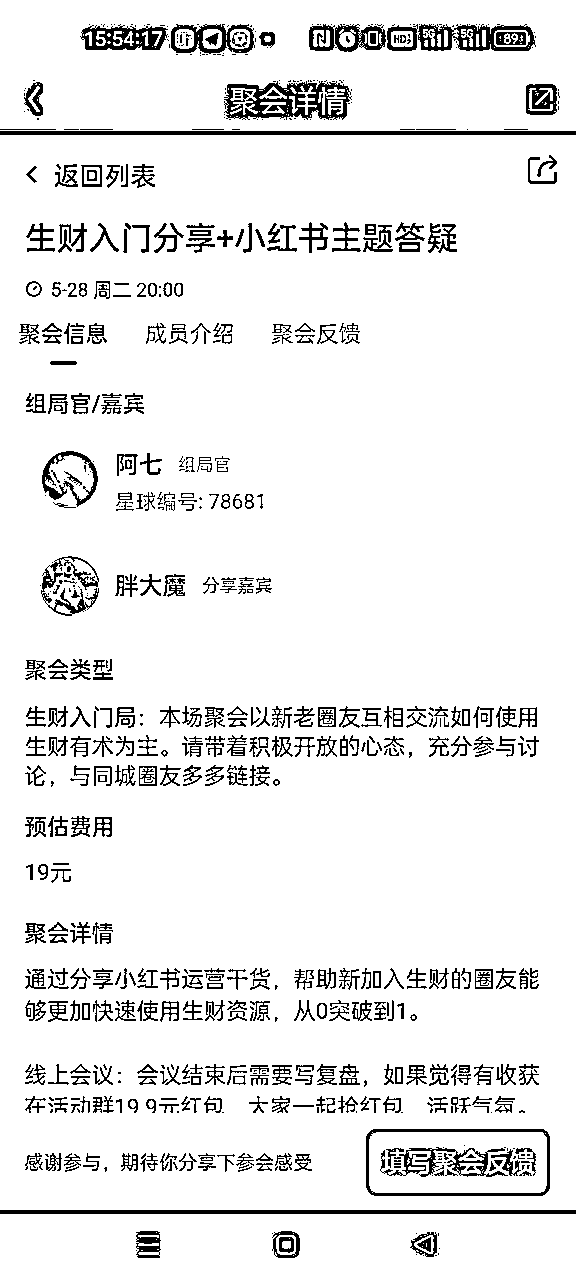 15:54:17
HD 5G 5G 89
聚会详情
返回列表
生财入门分享+小红书主题答疑
5-28 周二 20:00
聚会信息 成员介绍 聚会反馈
组局官/嘉宾
阿七 组局官
星球编号: 78681
胖大魔 分享嘉宾
聚会类型
生财入门局：本场聚会以新老圈友互相交流如何使用
生财有术为主。请带着积极开放的心态，充分参与讨
论，与同城圈友多多链接。
预估费用
19元
聚会详情
通过分享小红书运营干货，帮助新加入生财的圈友能
够更加快速使用生财资源，从0突破到1。
线上会议：会议结束后需要写复盘，如果觉得有收获
在活动群19.9元红包，大家一起抢红包，活跃气氛。
感谢参与，期待你分享下参会感受
填写聚会反馈